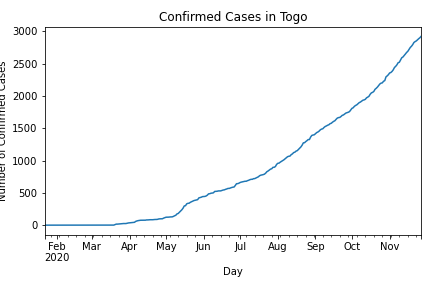 Confirmed Cases in Togo
Number of Confirmed Cases
3000
2500
2000
1500
1000
500
0
Feb Mar Apr May Jun Jul Aug Sep Oct Nov
2020
Day